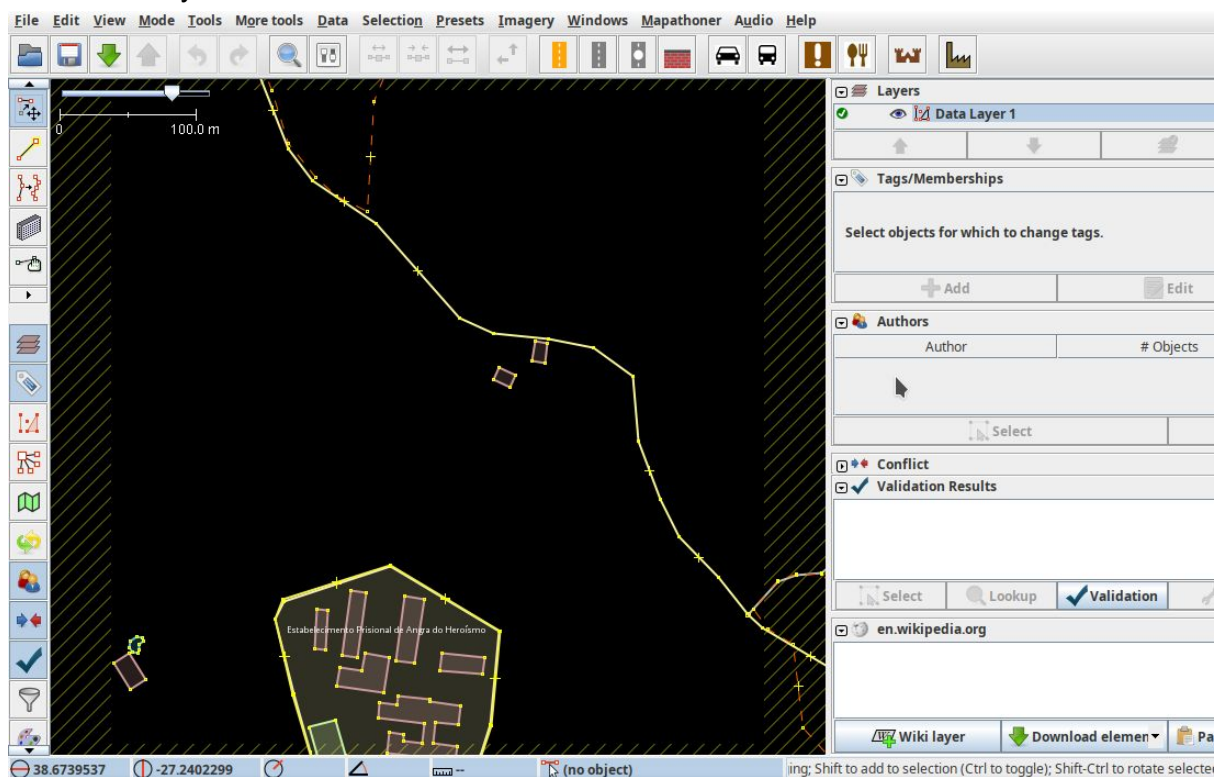 File Edit View Mode Tools More tools Data Selection Presets Imagery Windows Mapathoner Audio Help
0 100.0 m
Layers
Data Layer 1
Tags/Memberships
Select objects for which to change tags.
Add Edit
Authors
Author # Objects
Select
Conflict
Validation Results
Select Lookup Validation
Estabelecimento Prisional de Angra do Heroísmo
en.wikipedia.org
Wiki layer Download elemen Pa
38.6739537 -27.2402299 -- (no object) ing; Shift to add to selection (Ctrl to toggle); Shift-Ctrl to rotate selected